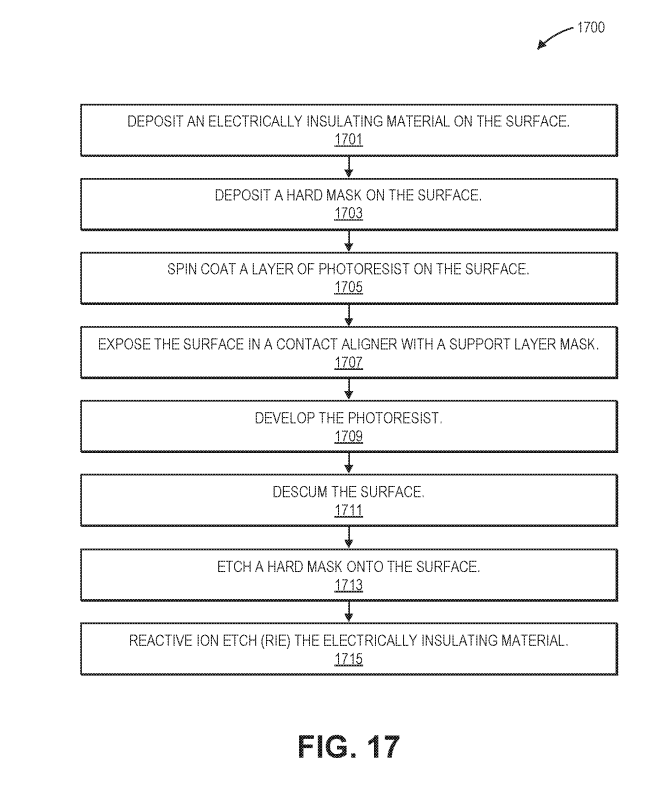 1700
DEPOSIT AN ELECTRICALLY INSULATING MATERIAL ON THE SURFACE.
1701
DEPOSIT A HARD MASK ON THE SURFACE.
1703
SPIN COAT A LAYER OF PHOTORESIST ON THE SURFACE.
1705
EXPOSE THE SURFACE IN A CONTACT ALIGNER WITH A SUPPORT LAYER MASK.
1707
DEVELOP THE PHOTORESIST.
1709
DESCUM THE SURFACE.
1711
ETCH A HARD MASK ONTO THE SURFACE.
1713
REACTIVE ION ETCH (RIE) THE ELECTRICALLY INSULATING MATERIAL.
1715
FIG. 17